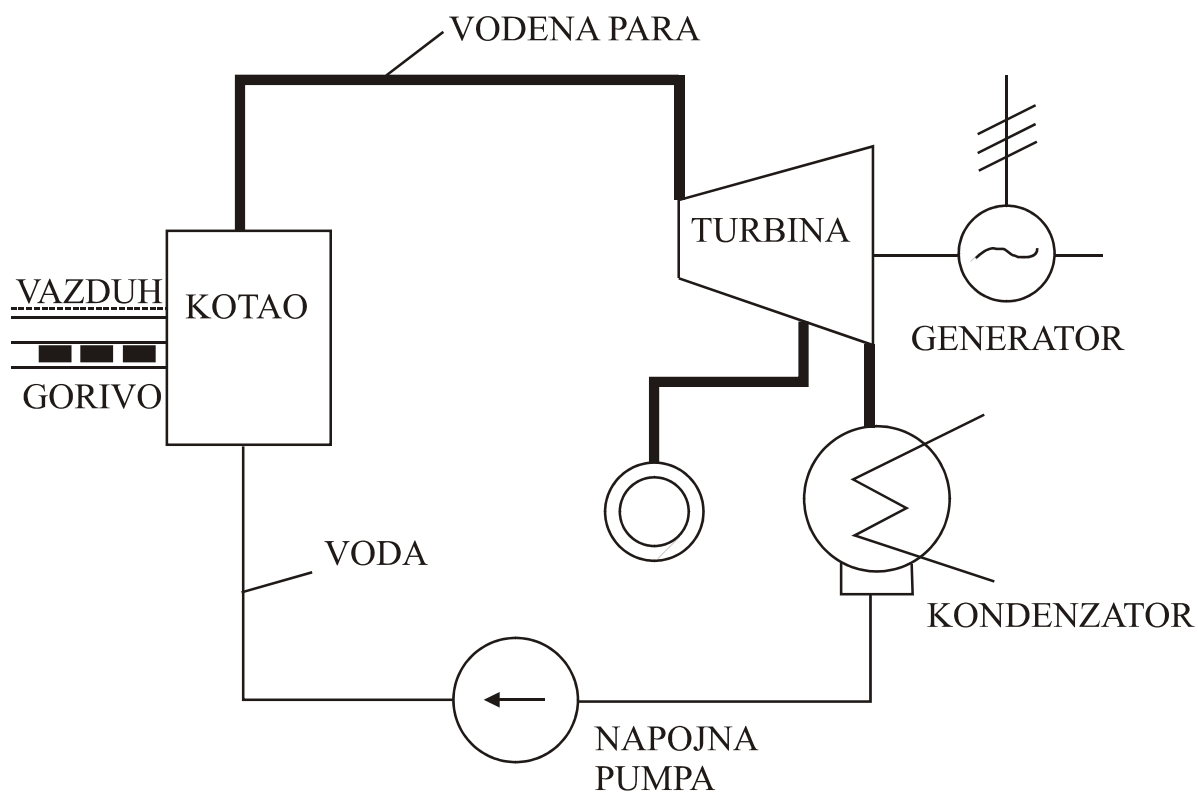 VODENA PARA
TURBINA
VAZDUH
KOTAO
GENERATOR
GORIVO
VODA
KONDENZATOR
NAPOJNA
PUMPA